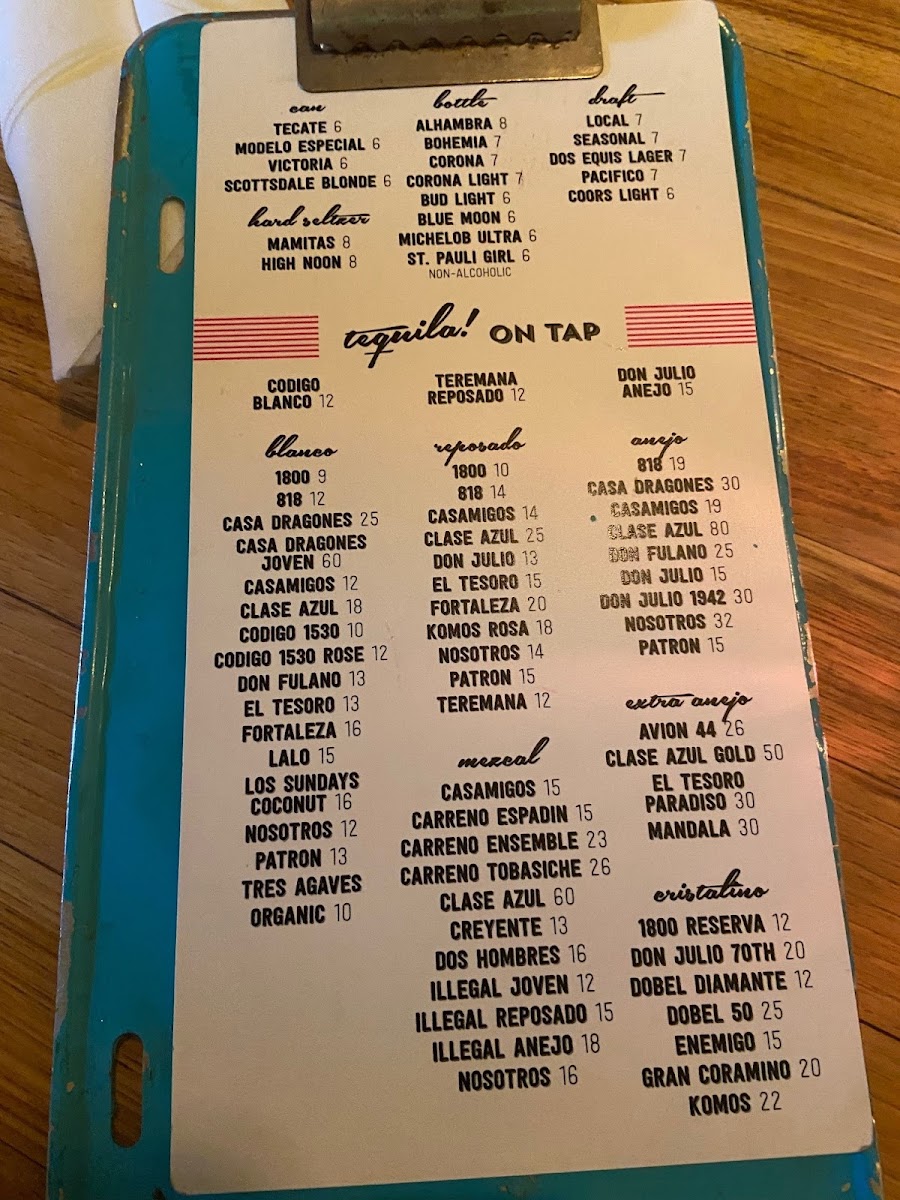 can
TECATE 6
MODELO ESPECIAL 6
VICTORIA 6
SCOTTSDALE BLONDE 6
hard seltzer
MAMITAS 8
HIGH NOON 8
bottle
ALHAMBRA 8
BOHEMIA 7
CORONA 7
CORONA LIGHT 7
BUD LIGHT 6
BLUE MOON 6
MICHELOB ULTRA 6
ST. PAULI GIRL 6
NON-ALCOHOLIC
draft
LOCAL 7
SEASONAL 7
DOS EQUIS LAGER 7
PACIFICO 7
COORS LIGHT 6
tequila! ON TAP
CODIGO
BLANCO 12
TEREMANA
REPOSADO 12
DON JULIO
ANEJO 15
blanco
1800 9
818 12
CASA DRAGONES 25
CASA DRAGONES
JOVEN 60
CASAMIGOS 12
CLASE AZUL 18
CODIGO 1530 10
CODIGO 1530 ROSE 12
DON FULANO 13
EL TESORO 13
FORTALEZA 16
LALO 15
LOS SUNDAYS
COCONUT 16
NOSOTROS 12
PATRON 13
TRES AGAVES
ORGANIC 10
reposado
1800 10
818 14
CASAMIGOS 14
CLASE AZUL 25
DON JULIO 13
EL TESORO 15
FORTALEZA 20
KOMOS ROSA 18
NOSOTROS 14
PATRON 15
TEREMANA 12
mezcal
CASAMIGOS 15
CARRENO ESPADIN 15
CARRENO ENSEMBLE 23
CARRENO TOBASICHE 26
CLASE AZUL 60
CREYENTE 13
DOS HOMBRES 16
ILLEGAL JOVEN 12
ILLEGAL REPOSADO 15
ILLEGAL ANEJO 18
NOSOTROS 16
anejo
818 19
CASA DRAGONES 30
CASAMIGOS 19
CLASE AZUL 80
DON FULANO 25
DON JULIO 15
DON JULIO 1942 30
NOSOTROS 32
PATRON 15
extra anejo
AVION 44 26
CLASE AZUL GOLD 50
EL TESORO
PARADISO 30
MANDALA 30
cristalino
1800 RESERVA 12
DON JULIO 70TH 20
DOBEL DIAMANTE 12
DOBEL 50 25
ENEMIGO 15
GRAN CORAMINO 20
KOMOS 22